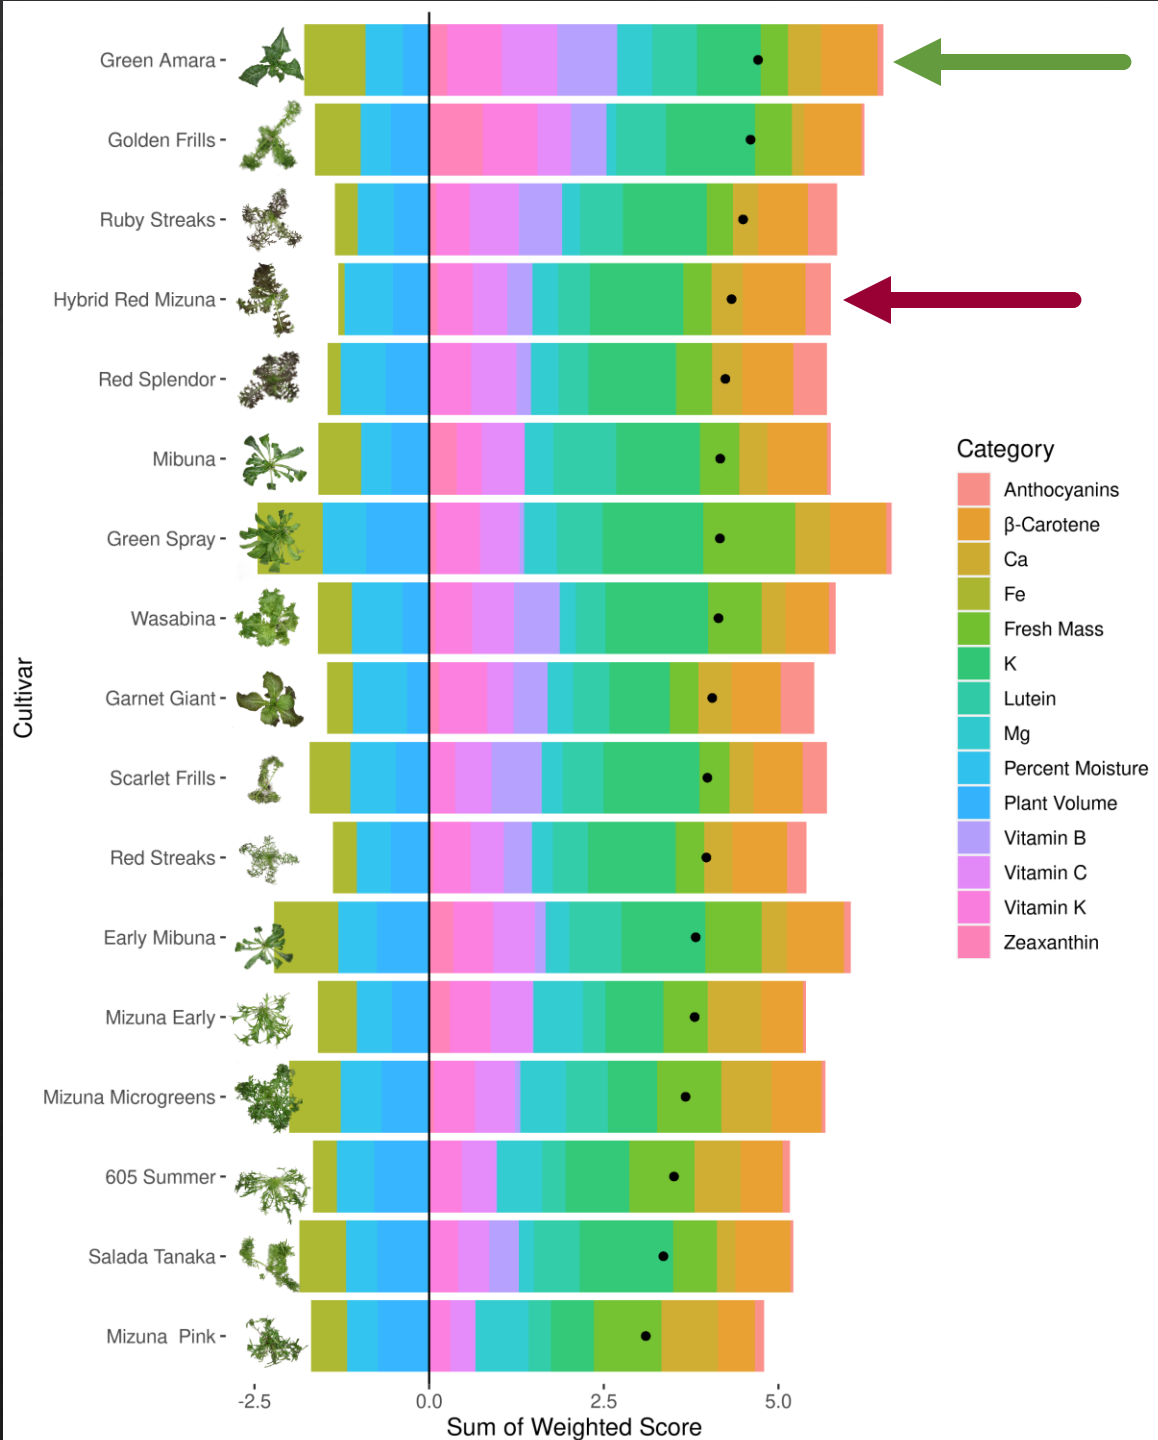 Green Amara
Golden Frills
Ruby Streaks
Hybrid Red Mizuna
Red Splendor
Mibuna
Green Spray
Wasabina
Garnet Giant
Scarlet Frills
Red Streaks
Early Mibuna
Mizuna Early
Mizuna Microgreens
605 Summer
Salada Tanaka
Mizuna  Pink
Cultivar
-2.5
0.0
2.5
5.0
Sum of Weighted Score
Category
Anthocyanins
β-Carotene
Ca
Fe
Fresh Mass
K
Lutein
Mg
Percent Moisture
Plant Volume
Vitamin B
Vitamin C
Vitamin K
Zeaxanthin